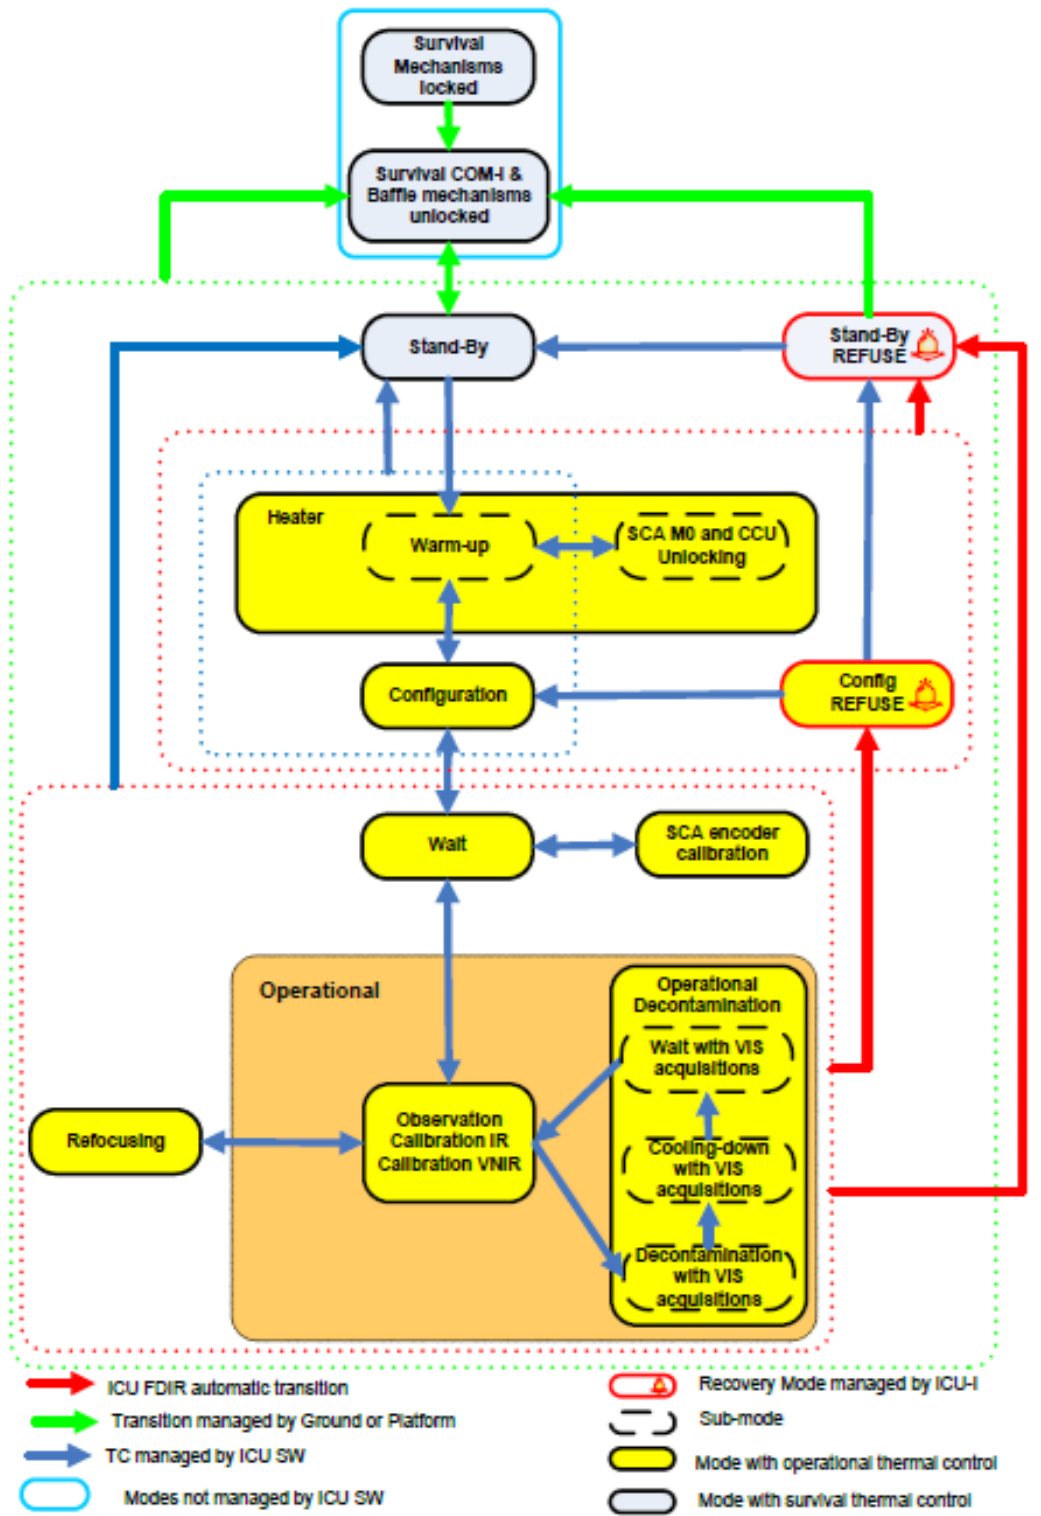 Survival
Mechanisms
locked
Survival COM-I &
Baffle mechanisms
unlocked
Stand-By
Stand-By
REFUSE
Heater
Warm-up
SCA M0 and CCU
Unlocking
Configuration
Config
REFUSE
Wait
SCA encoder
calibration
Operational
Operational
Decontamination
Wait with VIS
acquisitions
Observation
Calibration IR
Calibration VNIR
Refocusing
Cooling-down
with VIS
acquisitions
Decontamination
with VIS
acquisitions
ICU FDIR automatic transition
Transition managed by Ground or Platform
TC managed by ICU SW
Modes not managed by ICU SW
Recovery Mode managed by ICU-I
Sub-mode
Mode with operational thermal control
Mode with survival thermal control